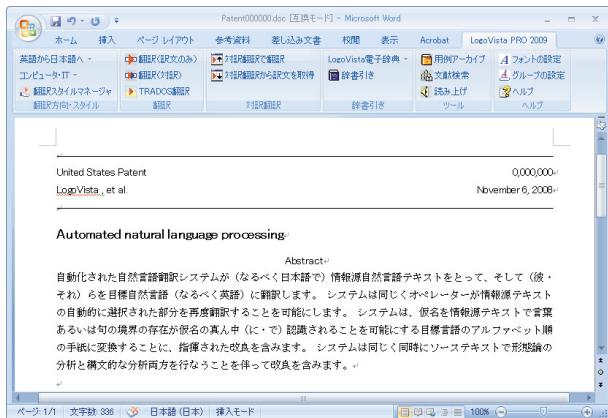 Patent000000.doc [互換モード] - Microsoft Word
ホーム 挿入 ページ レイアウト 参考資料 差し込み文書 校閲 表示 Acrobat LogoVista PRO 2009
英語から日本語へ 翻訳(訳文のみ) 対訳翻訳で翻訳 LogoVista電子辞典 用例アーカイブ フォントの設定
コンピュータ・IT 翻訳(対訳) 対訳翻訳から訳文を取得 辞書引き 文献検索 グループの設定
翻訳スタイルマネージャ TRADOS翻訳 読み上げ ヘルプ
翻訳方向・スタイル 翻訳 対訳翻訳 辞書引き ツール ヘルプ
United States Patent 0,000,000
LogoVista , et al. November 6, 2008
Automated natural language processing
Abstract
自動化された自然言語翻訳システムが（なるべく日本語で）情報源自然言語テキストをとって、そして（彼・
それ）らを目標自然言語（なるべく英語）に翻訳します。 システムは同じくオペレーターが情報源テキスト
の自動的に選択された部分を再度翻訳することを可能にします。 システムは、仮名を情報源テキストで言葉
あるいは句の境界の存在が仮名の真ん中（に・で）認識されることを可能にする目標言語のアルファベット順
の手紙に変換することに、指揮された改良を含みます。 システムは同じく同時にソーステキストで形態論の
分析と構文的な分析両方を行なうことを伴って改良を含みます。
ページ: 1/1 文字数: 336 日本語 (日本) 挿入モード 100%